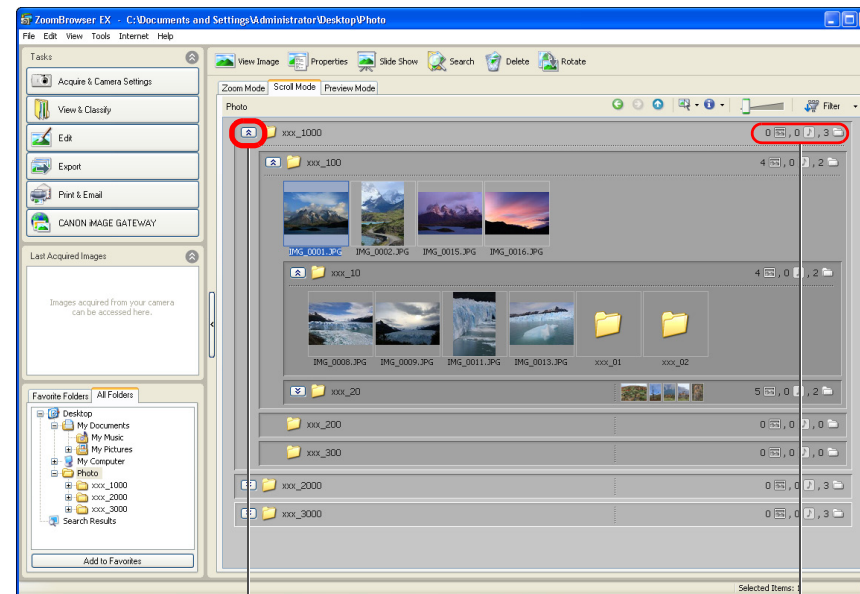 ZoomBrowser EX - C:\Documents and Settings\Administrator\Desktop\Photo
File Edit View Tools Internet Help
Tasks
Acquire & Camera Settings
View & Classify
Edit
Export
Print & Email
CANON iMAGE GATEWAY
Last Acquired Images
Images acquired from your camera
can be accessed here.
Favorite Folders All Folders
Desktop
My Documents
My Music
My Pictures
My Computer
Photo
xxx_1000
xxx_2000
xxx_3000
Search Results
Add to Favorites
View Image Properties Slide Show Search Delete Rotate
Zoom Mode Scroll Mode Preview Mode
Photo Filter
xxx_1000 0 , 0 , 3
xxx_100 4 , 0 , 2
IMG_0001.JPG IMG_0002.JPG IMG_0015.JPG IMG_0016.JPG
xxx_10 4 , 0 , 2
IMG_0008.JPG IMG_0009.JPG IMG_0011.JPG IMG_0013.JPG xxx_01 xxx_02
xxx_20 5 , 0 , 2
xxx_200 0 , 0 , 0
xxx_300 0 , 0 , 0
xxx_2000 0 , 0 , 3
xxx_3000 0 , 0 , 3
Selected Items: